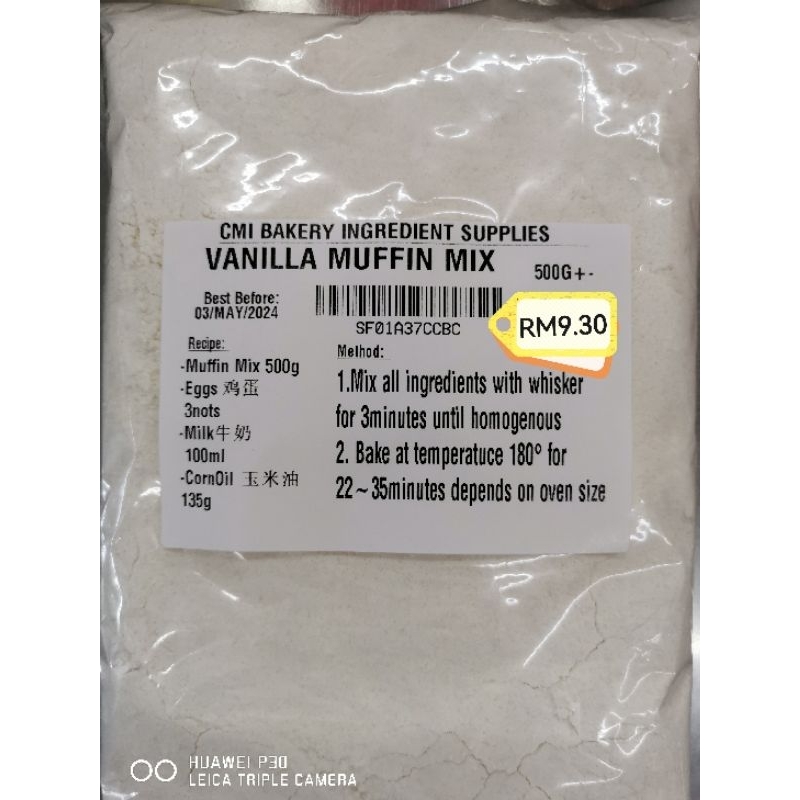 CMI BAKERY INGREDIENT SUPPLIES
VANILLA MUFFIN MIX
500G+-
Best Before:
03/MAY/2024
SF01A37CCBC
RM9.30
Recipe:
-Muffin Mix 500g
-Eggs 鸡蛋
3nots
-Milk牛奶
100ml
-CornOil 玉米油
135g
Method:
1.Mix all ingredients with whisker
for 3minutes until homogenous
2. Bake at temperatuce 180° for
22~35minutes depends on oven size
HUAWEI P30
LEICA TRIPLE CAMERA